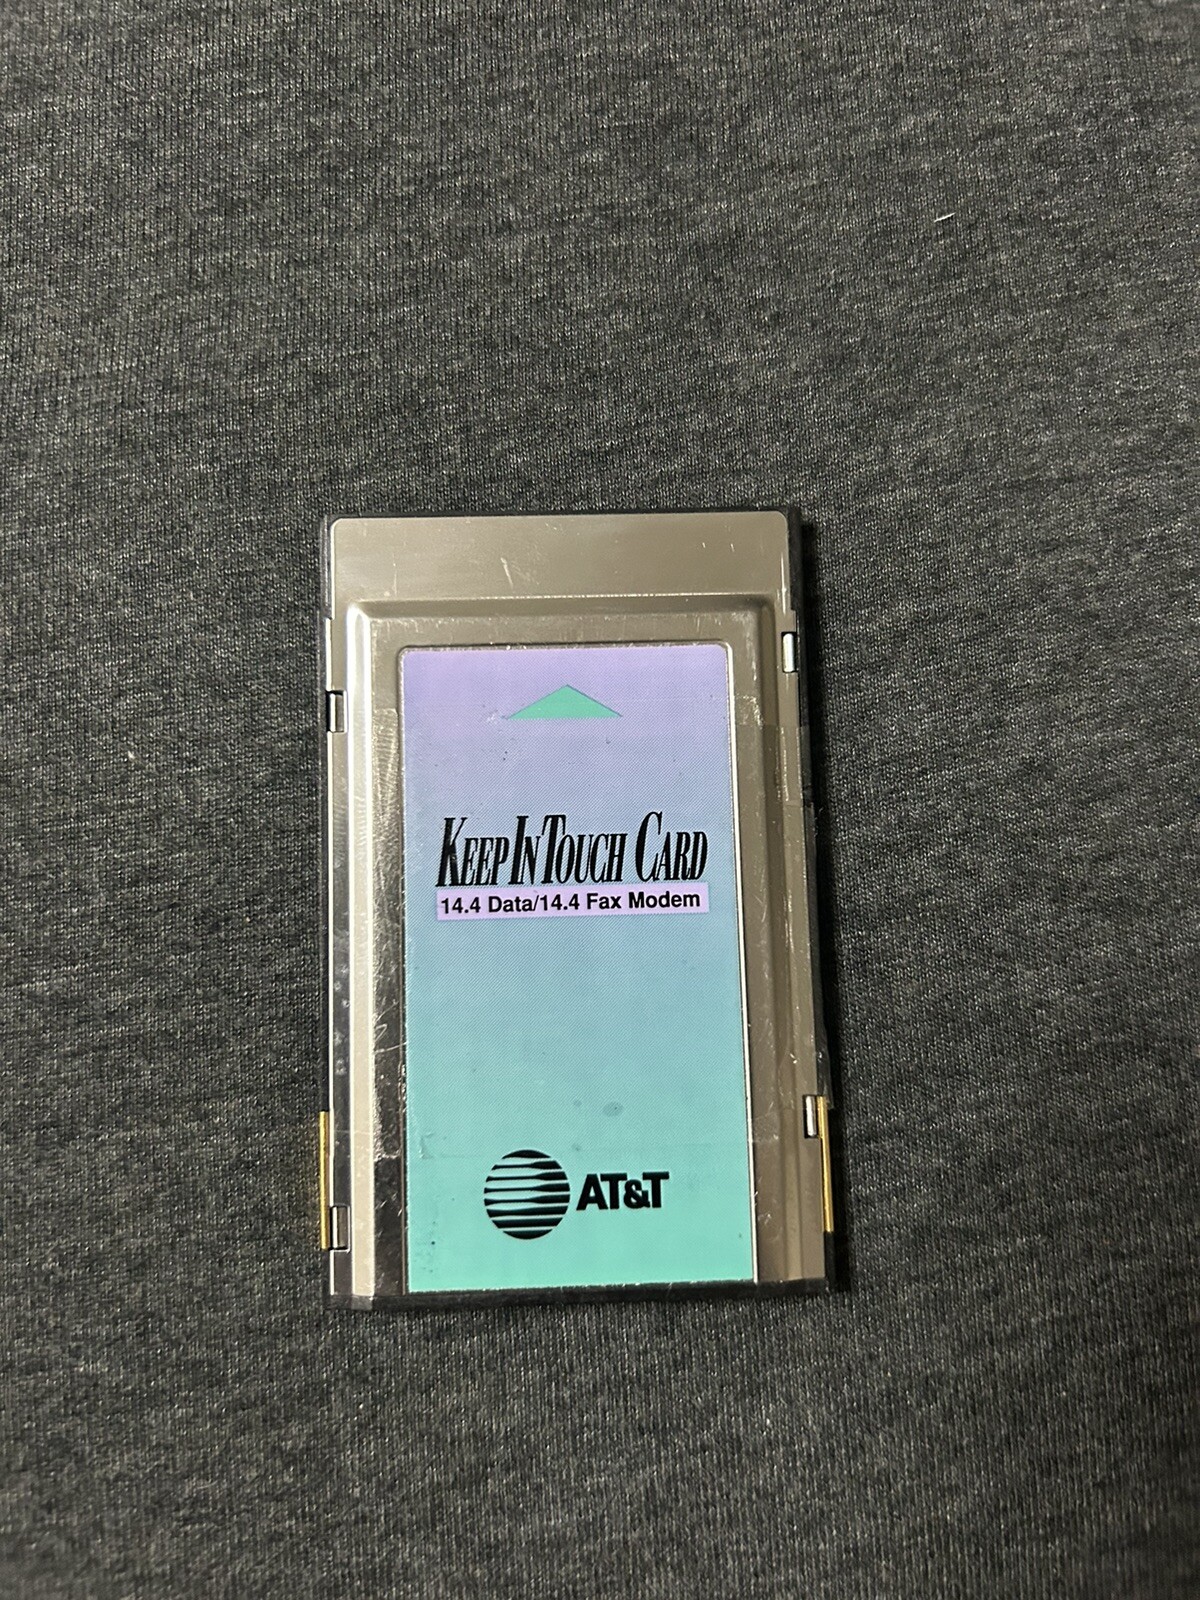 KEEP IN TOUCH CARD
14.4 Data/14.4 Fax Modem
AT&T